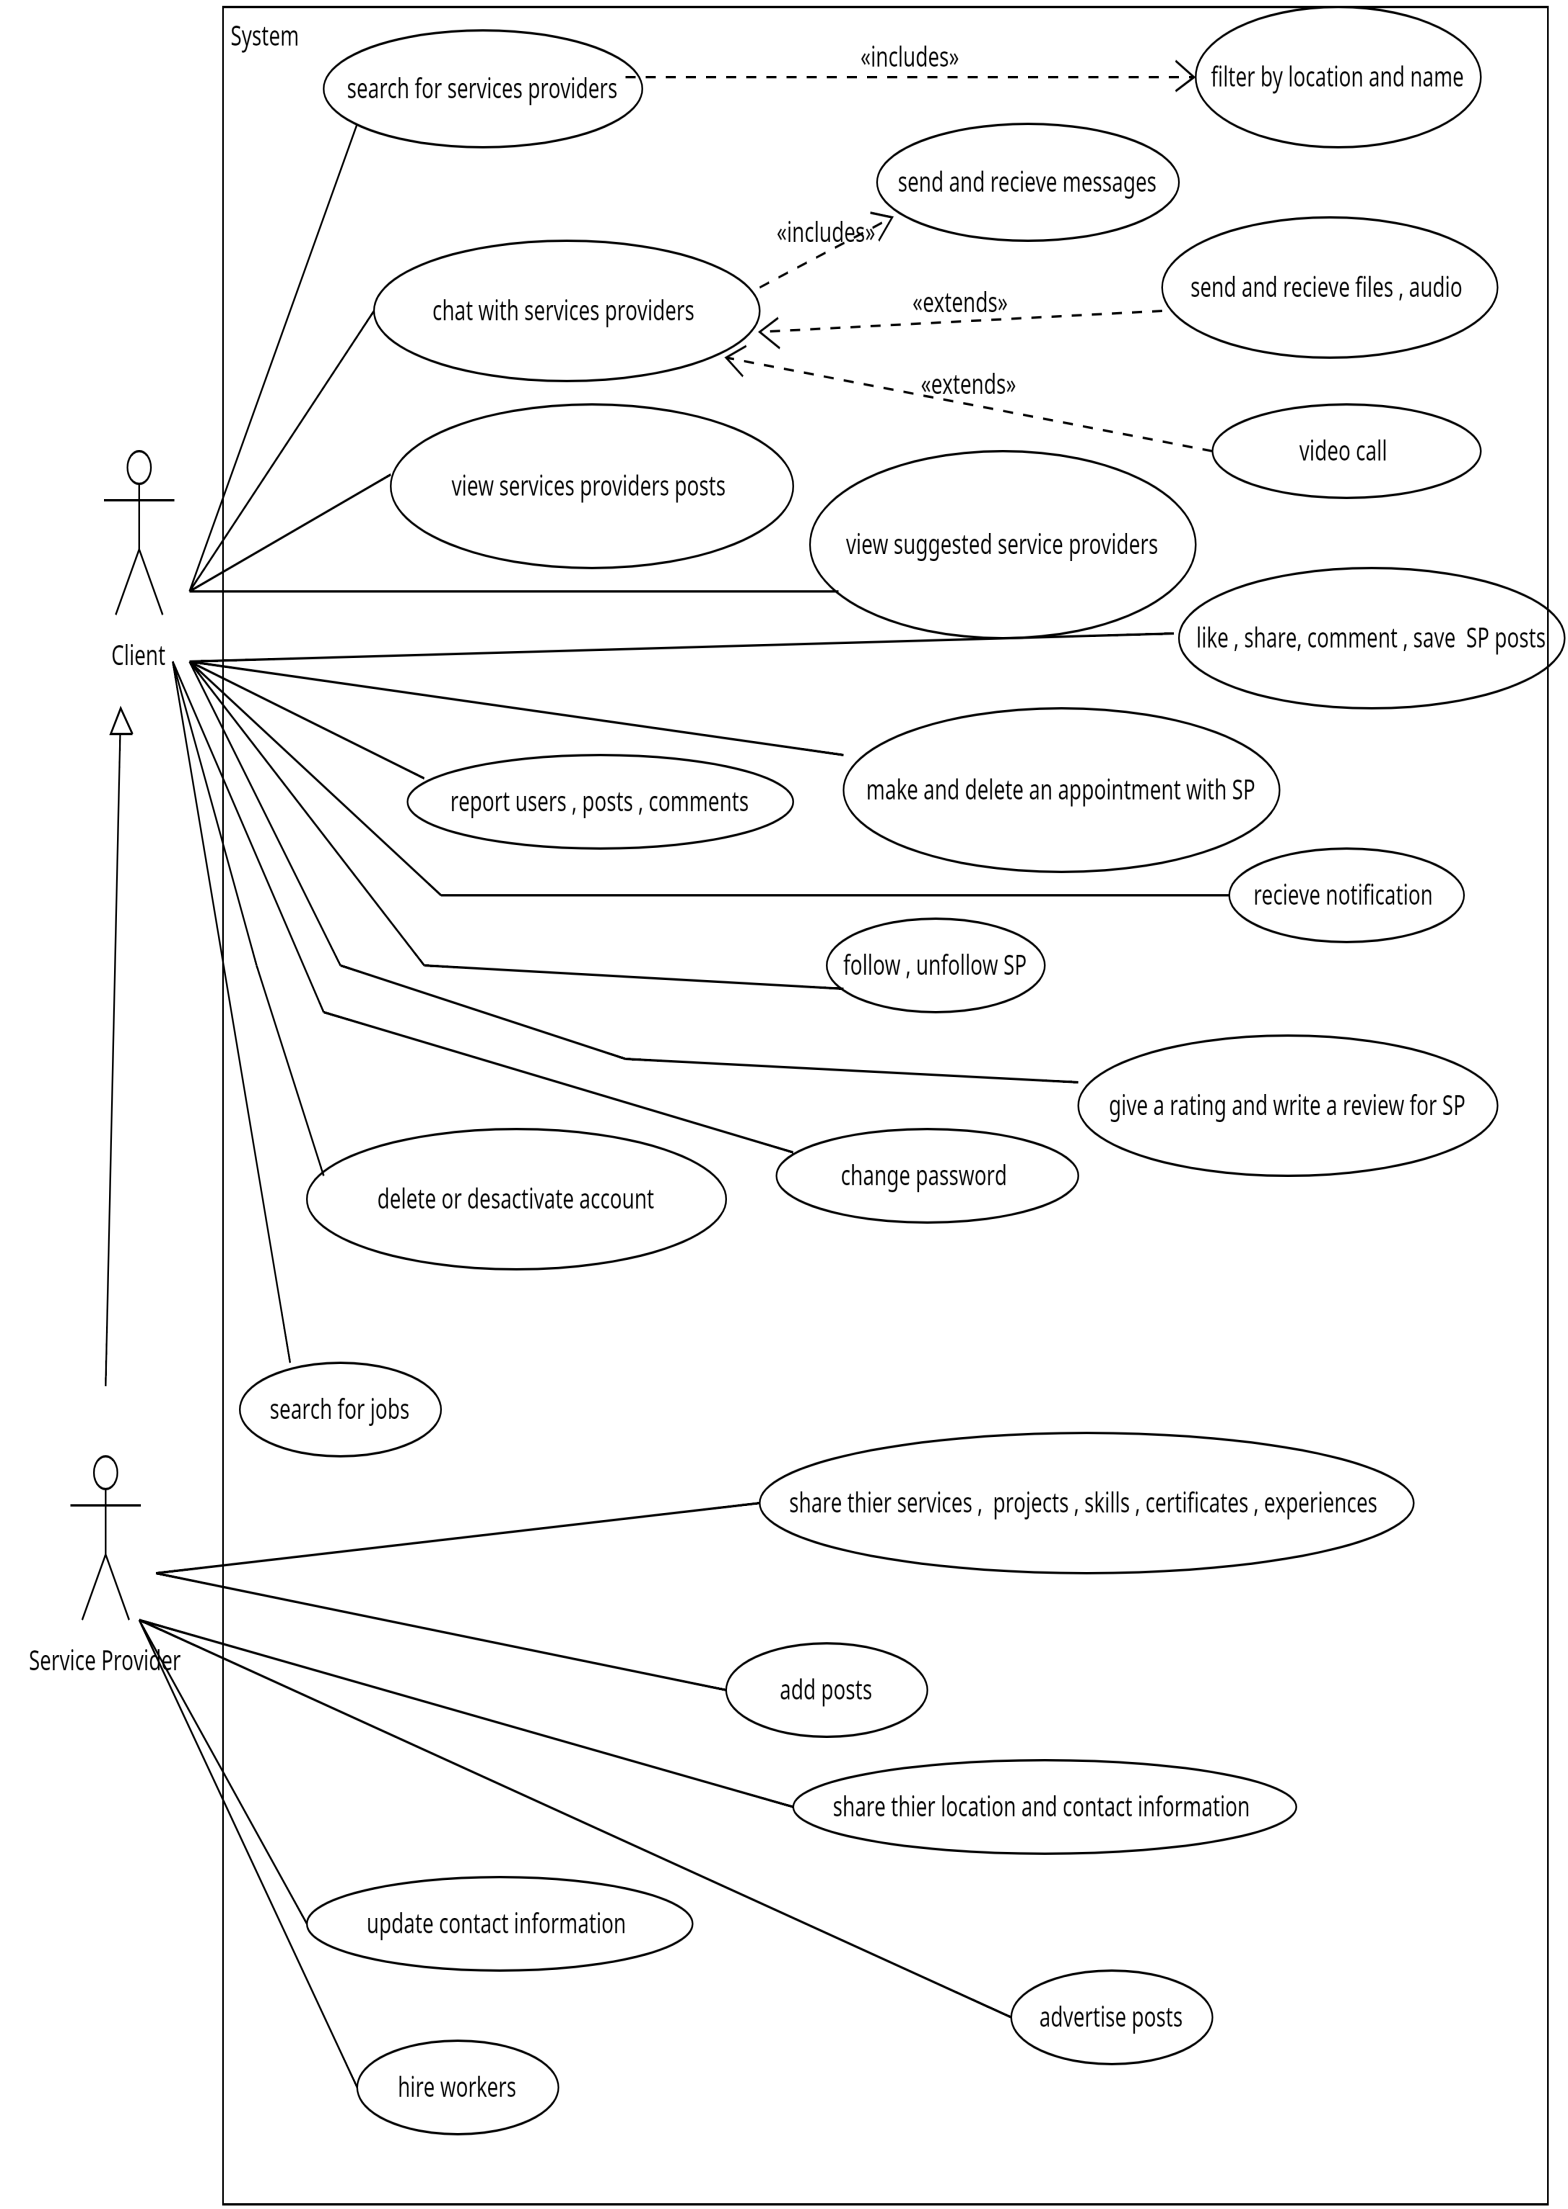 System
search for services providers
«includes»
filter by location and name
send and recieve messages
«includes»
send and recieve files , audio
«extends»
chat with services providers
«extends»
video call
view services providers posts
view suggested service providers
like , share, comment , save  SP posts
Client
make and delete an appointment with SP
report users , posts , comments
recieve notification
follow , unfollow SP
give a rating and write a review for SP
change password
delete or desactivate account
search for jobs
share thier services ,  projects , skills , certificates , experiences
Service Provider
add posts
share thier location and contact information
update contact information
advertise posts
hire workers